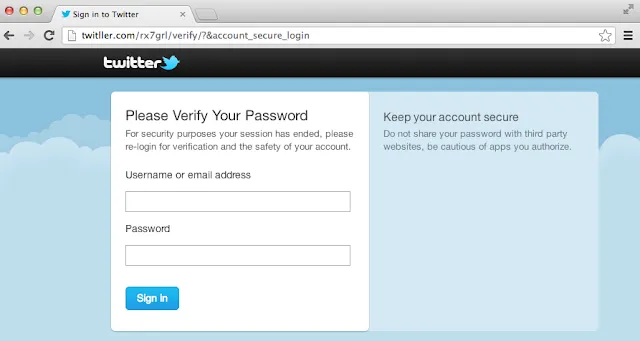 Sign in to Twitter
twitller.com/rx7grl/verify/?&account_secure_login
twitter
Please Verify Your Password
For security purposes your session has ended, please
re-login for verification and the safety of your account.
Username or email address
Password
Sign In
Keep your account secure
Do not share your password with third party
websites, be cautious of apps you authorize.